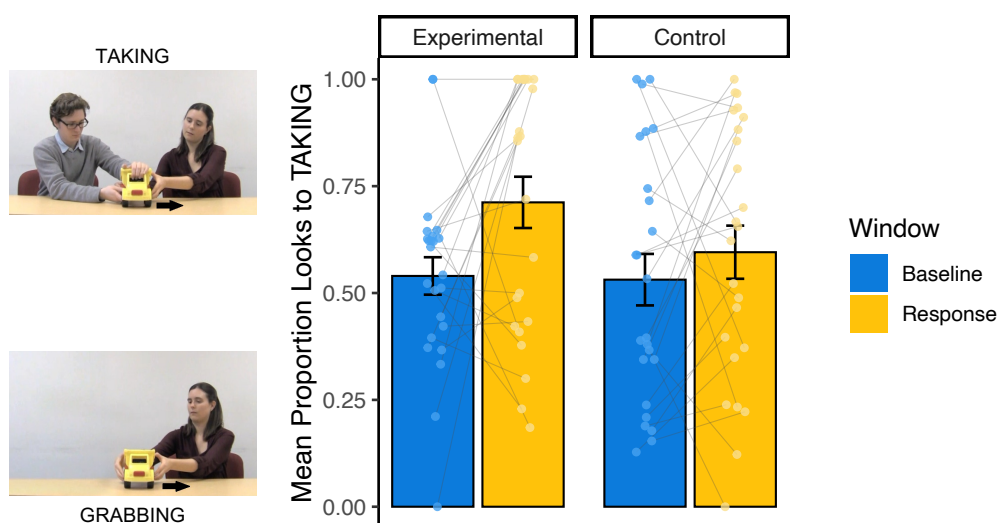 TAKING
GRABBING
Mean Proportion Looks to TAKING
1.00
0.75
0.50
0.25
0.00
Experimental
Control
Window
Baseline
Response